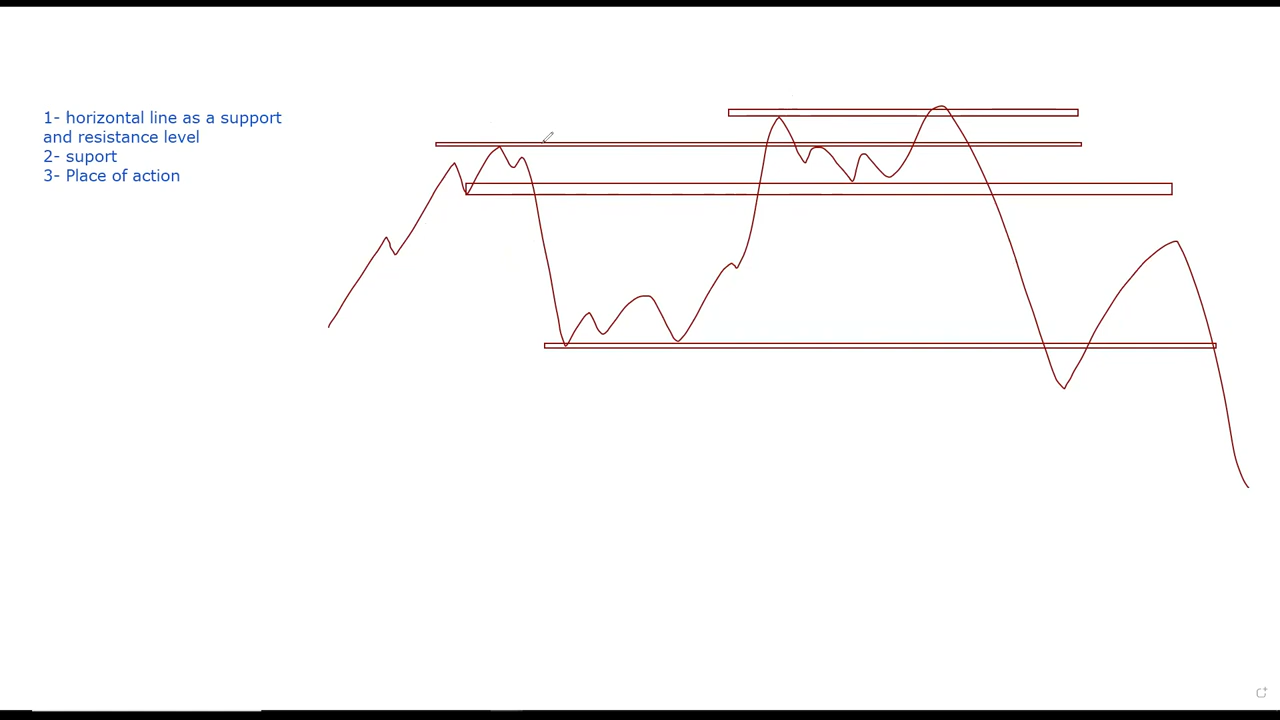 1- horizontal line as a support
and resistance level
2- suport
3- Place of action